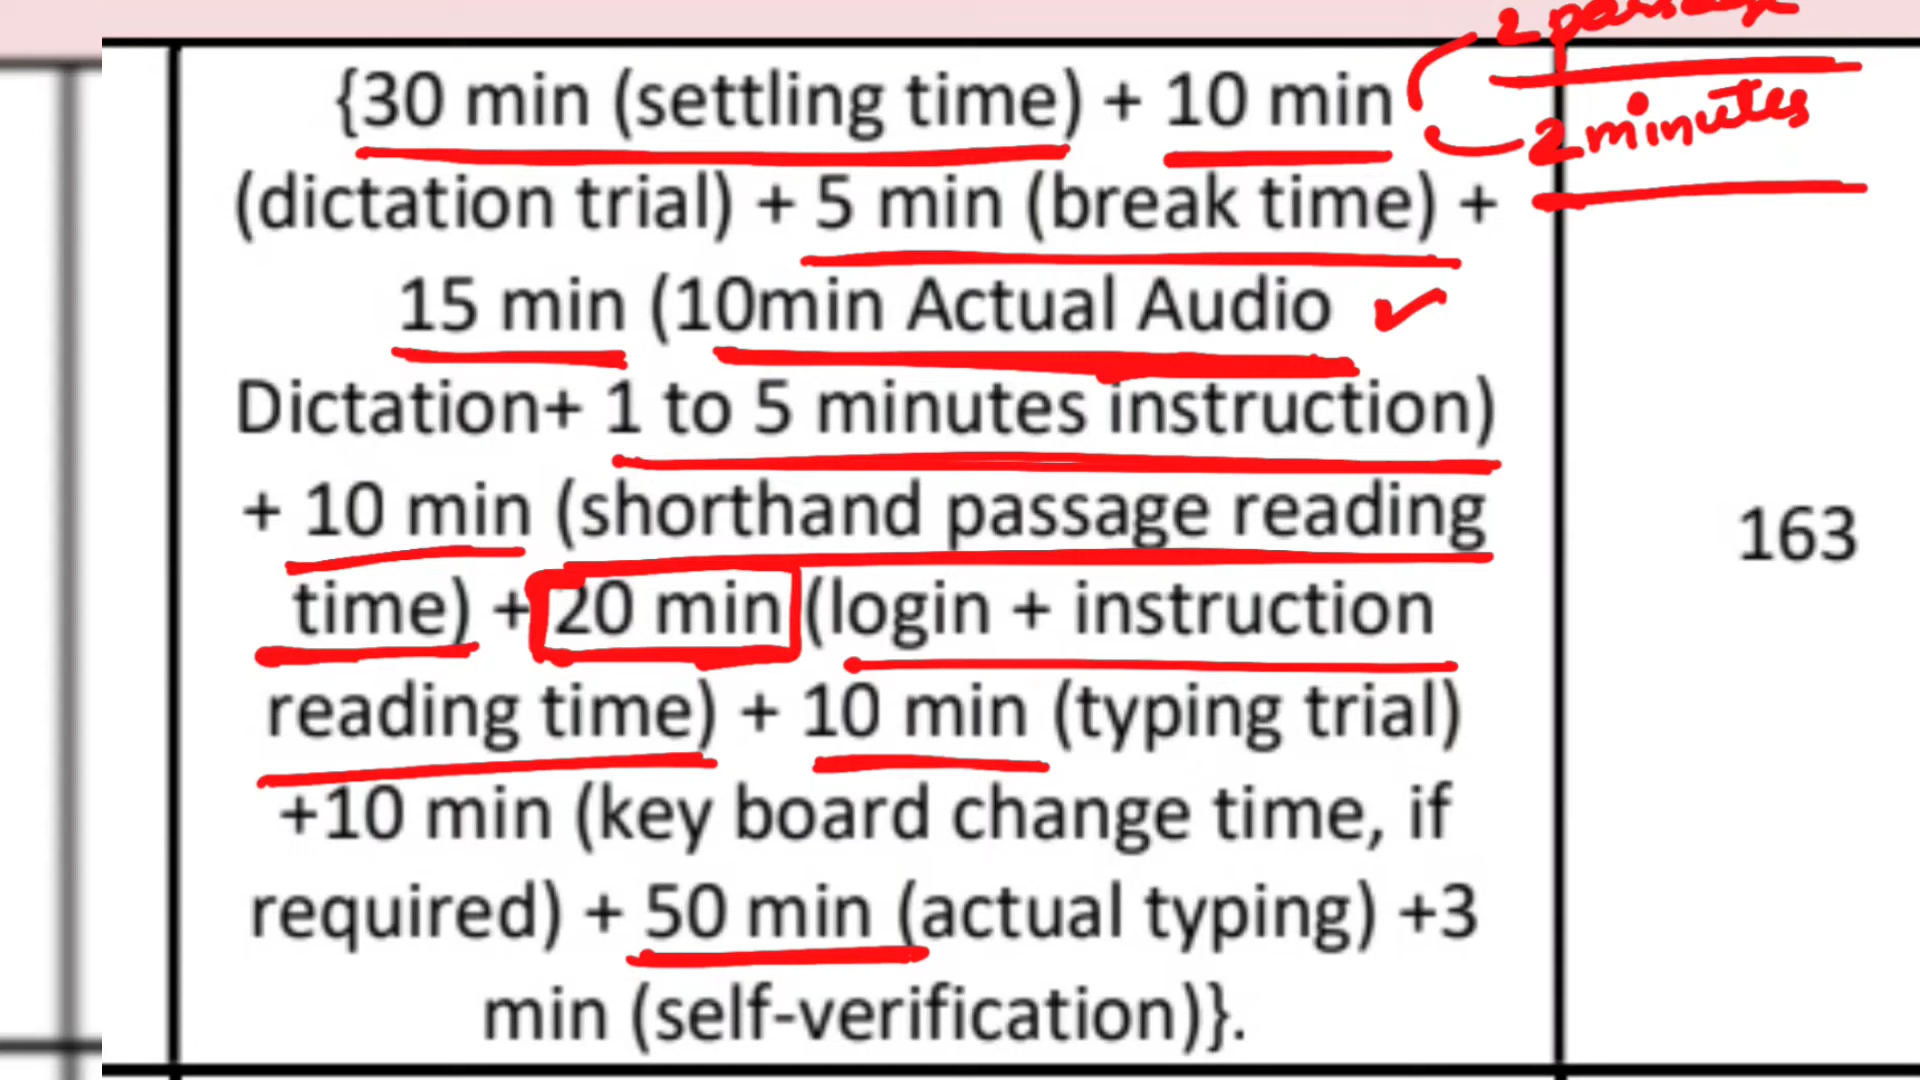 2 passage
{30 min (settling time) + 10 min
2 minutes
(dictation trial) + 5 min (break time) +
15 min (10min Actual Audio
Dictation+ 1 to 5 minutes instruction)
+ 10 min (shorthand passage reading
163
time) + 20 min (login + instruction
reading time) + 10 min (typing trial)
+10 min (key board change time, if
required) + 50 min (actual typing) +3
min (self-verification)}.